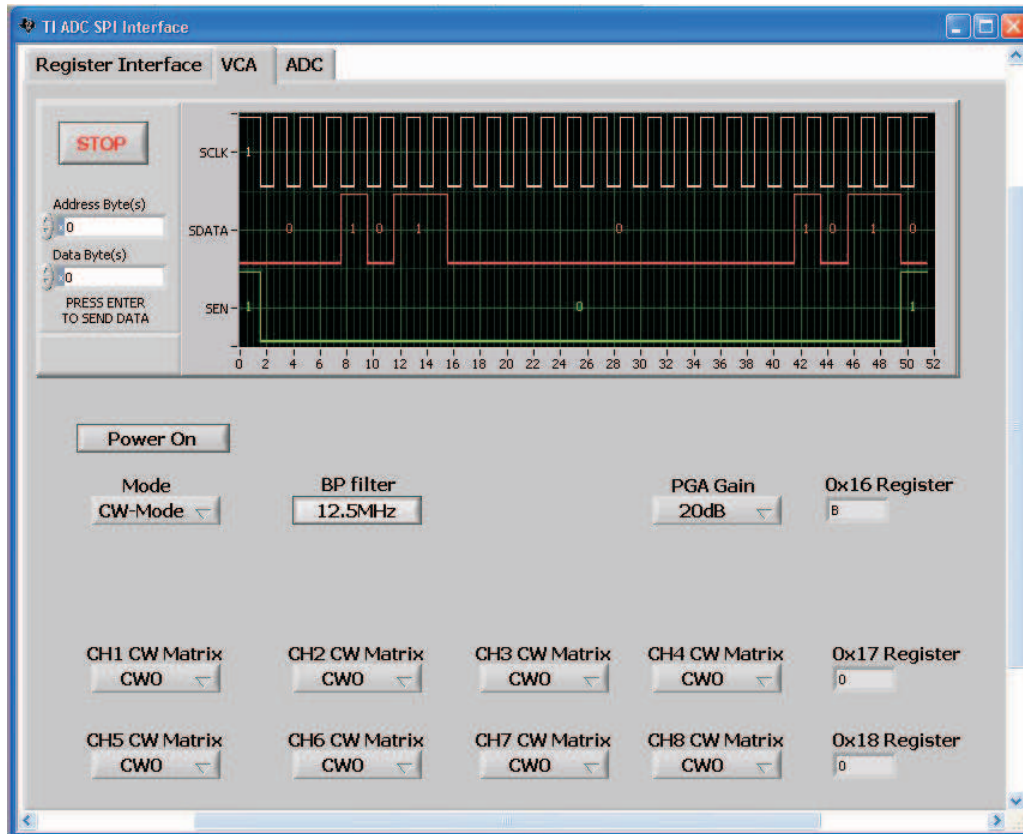 TI ADC SPI Interface
Register Interface VCA ADC
STOP
Address Byte(s)
x0
Data Byte(s)
x0
PRESS ENTER
TO SEND DATA
SCLK 1
SDATA 0 1 0 1 0 1 0 1 0
SEN 1 0 1
0 2 4 6 8 10 12 14 16 18 20 22 24 26 28 30 32 34 36 38 40 42 44 46 48 50 52
Power On
Mode BP filter PGA Gain 0x16 Register
CW-Mode 12.5MHz 20dB B
CH1 CW Matrix CH2 CW Matrix CH3 CW Matrix CH4 CW Matrix 0x17 Register
CW0 CW0 CW0 CW0 0
CH5 CW Matrix CH6 CW Matrix CH7 CW Matrix CH8 CW Matrix 0x18 Register
CW0 CW0 CW0 CW0 0